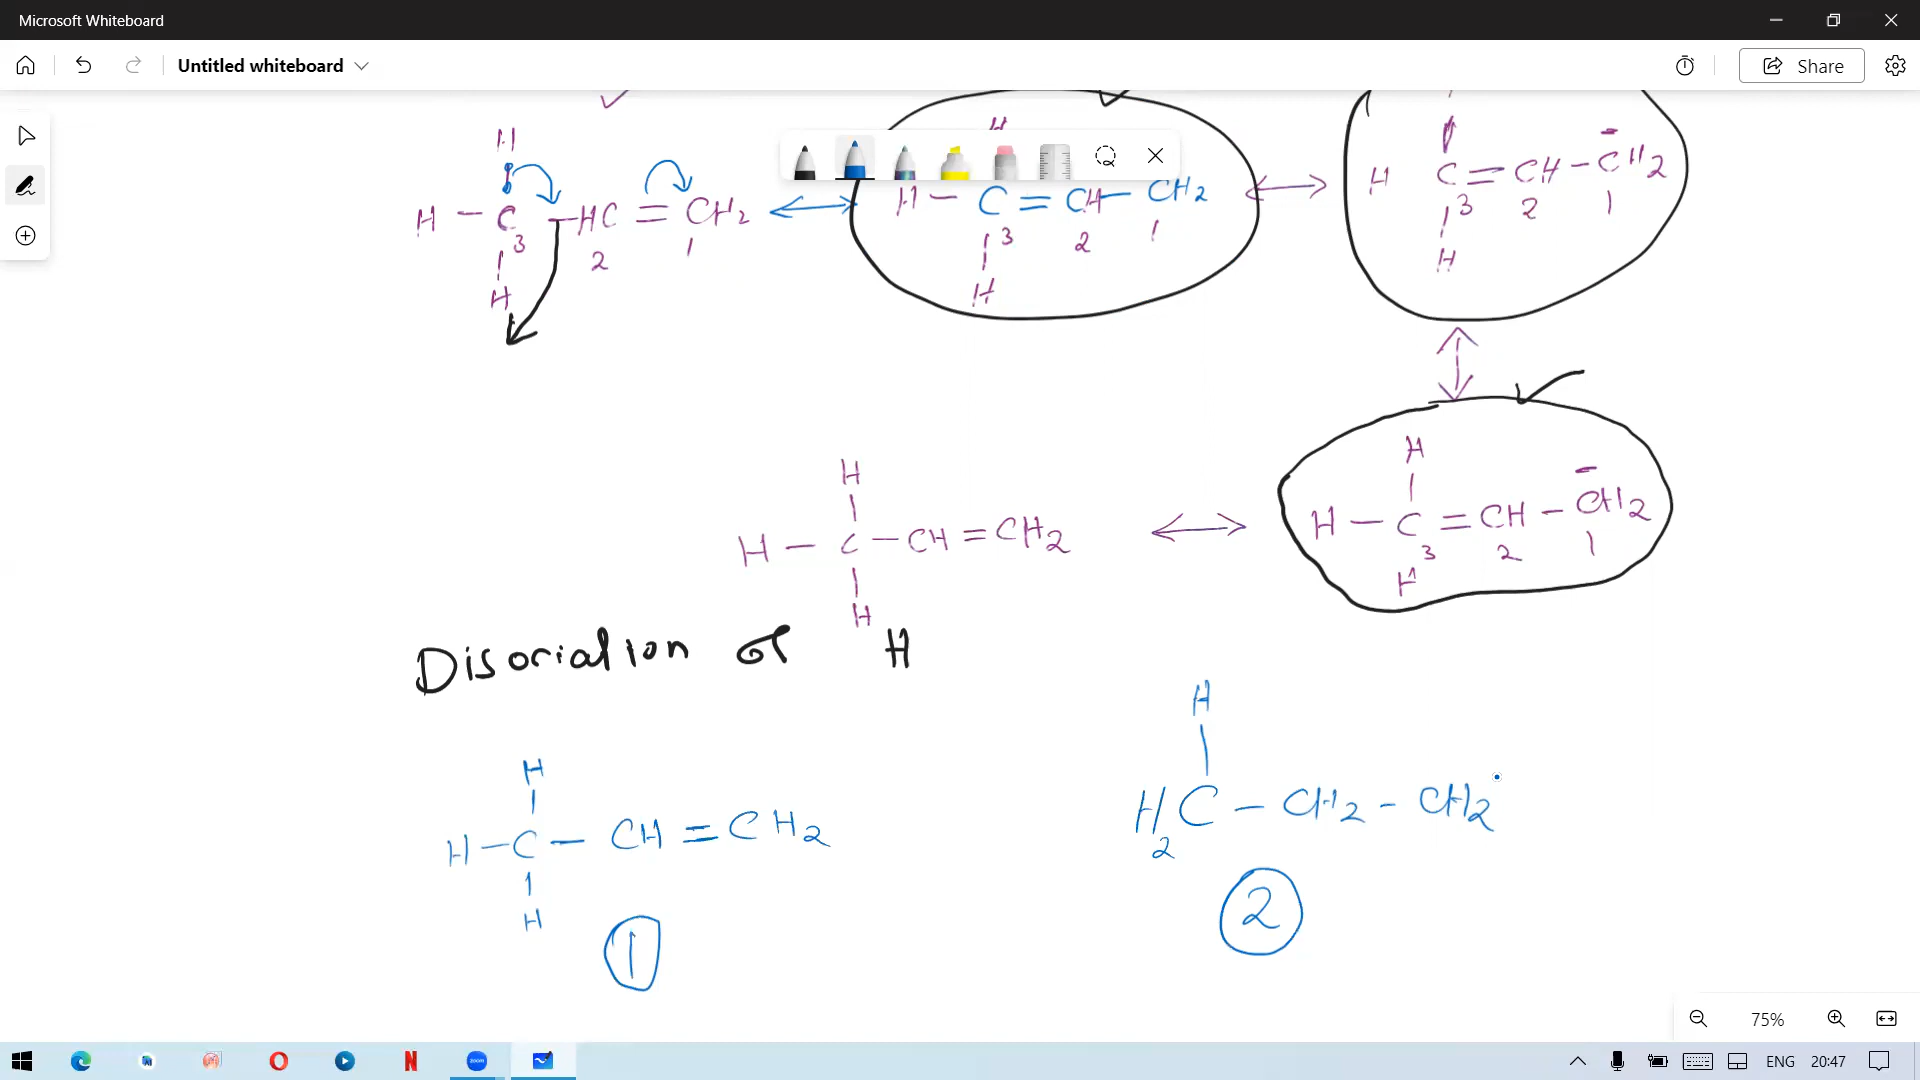 Microsoft Whiteboard
Untitled whiteboard
Share
H
H - C - HC = CH2
3 2 1
H
H
H - C = CH - CH2
3 2 1
H
H C = CH - CH2
3 2 1
H
H
H - C - CH = CH2
H
H
H - C = CH - CH2
3 2 1
H
Disoriation of H
H
H - C - CH = CH2
H
1
H
H2C - CH2 - CH2
2
75%
zoom
ENG
20:47